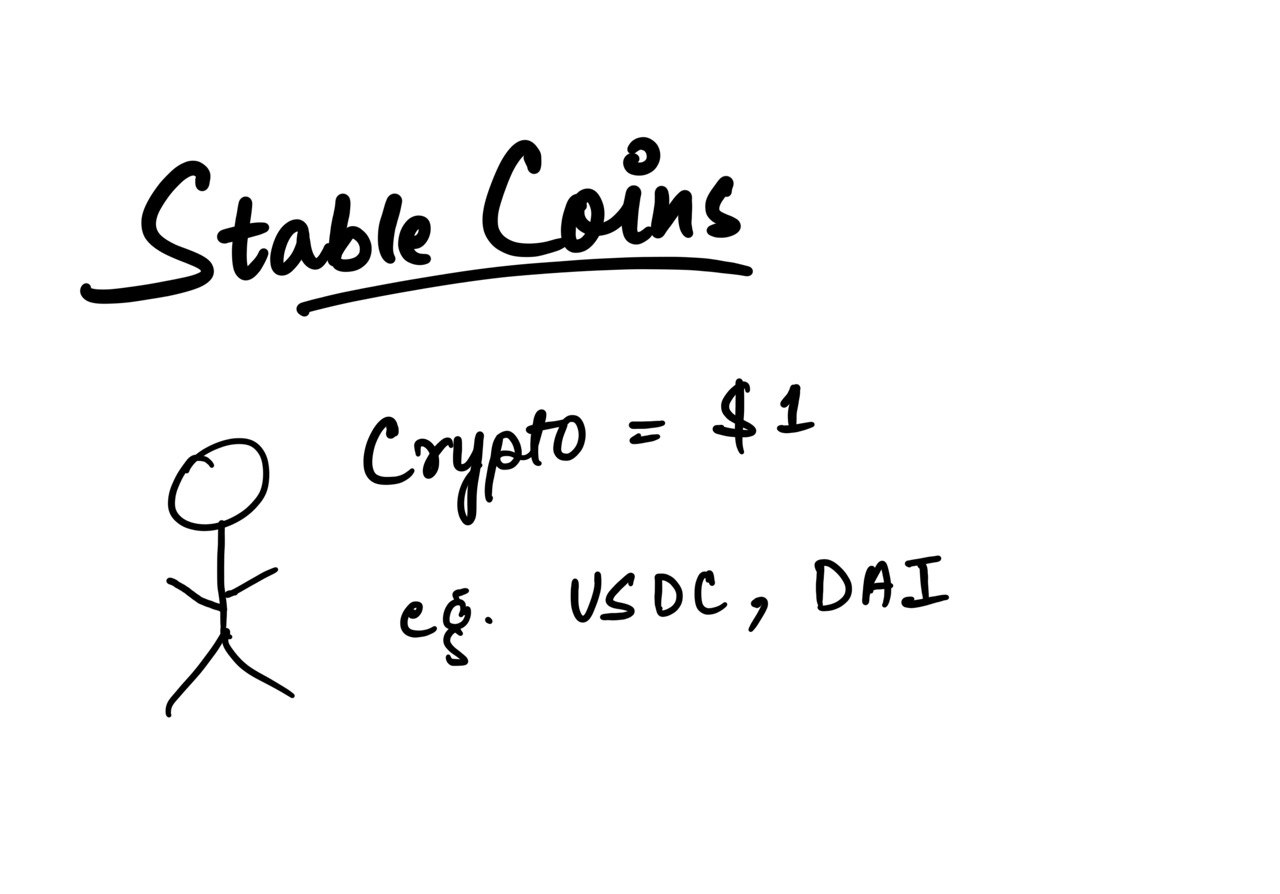 Stable Coins
Crypto = $1
eg. USDC, DAI